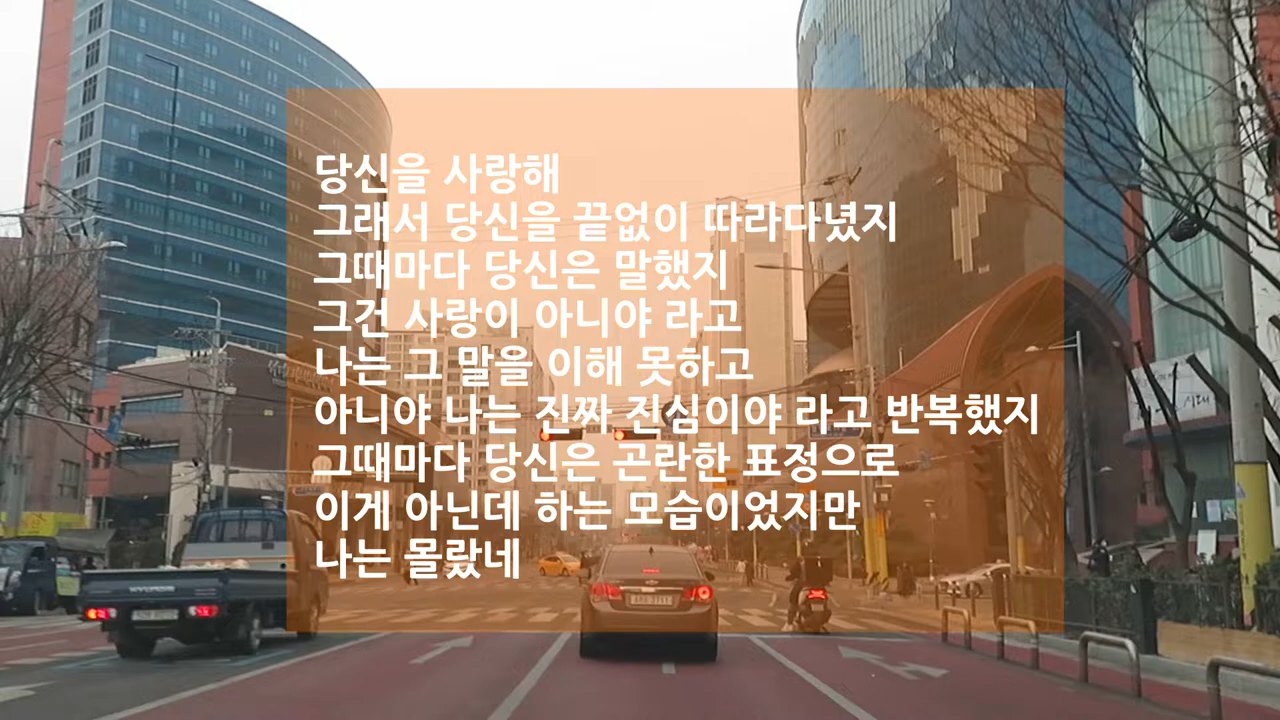 당신을 사랑해
그래서 당신을 끝없이 따라다녔지
그때마다 당신은 말했지
그건 사랑이 아니야 라고
나는 그 말을 이해 못하고
아니야 나는 진짜 진심이야 라고 반복했지
그때마다 당신은 곤란한 표정으로
이게 아닌데 하는 모습이었지만
나는 몰랐네
HYUNDAI